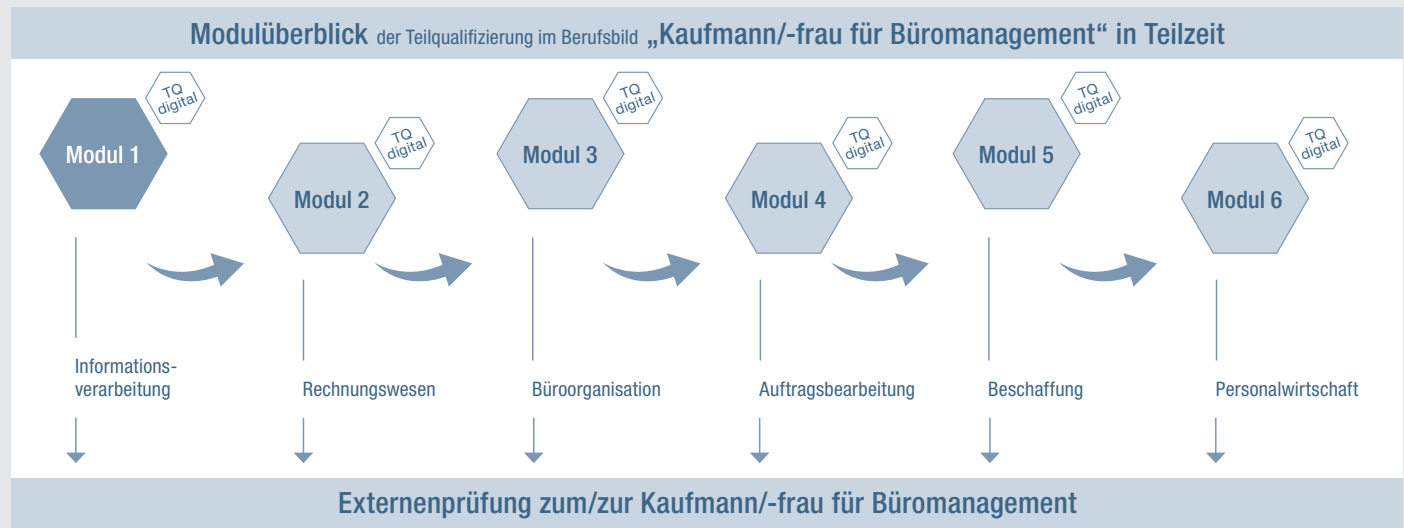 Modulüberblick der Teilqualifizierung im Berufsbild „Kaufmann/-frau für Büromanagement“ in Teilzeit
TQ
digital
Modul 1
TQ
digital
Modul 2
TQ
digital
Modul 3
TQ
digital
Modul 4
TQ
digital
Modul 5
TQ
digital
Modul 6
Informations-
verarbeitung
Rechnungswesen
Büroorganisation
Auftragsbearbeitung
Beschaffung
Personalwirtschaft
Externenprüfung zum/zur Kaufmann/-frau für Büromanagement